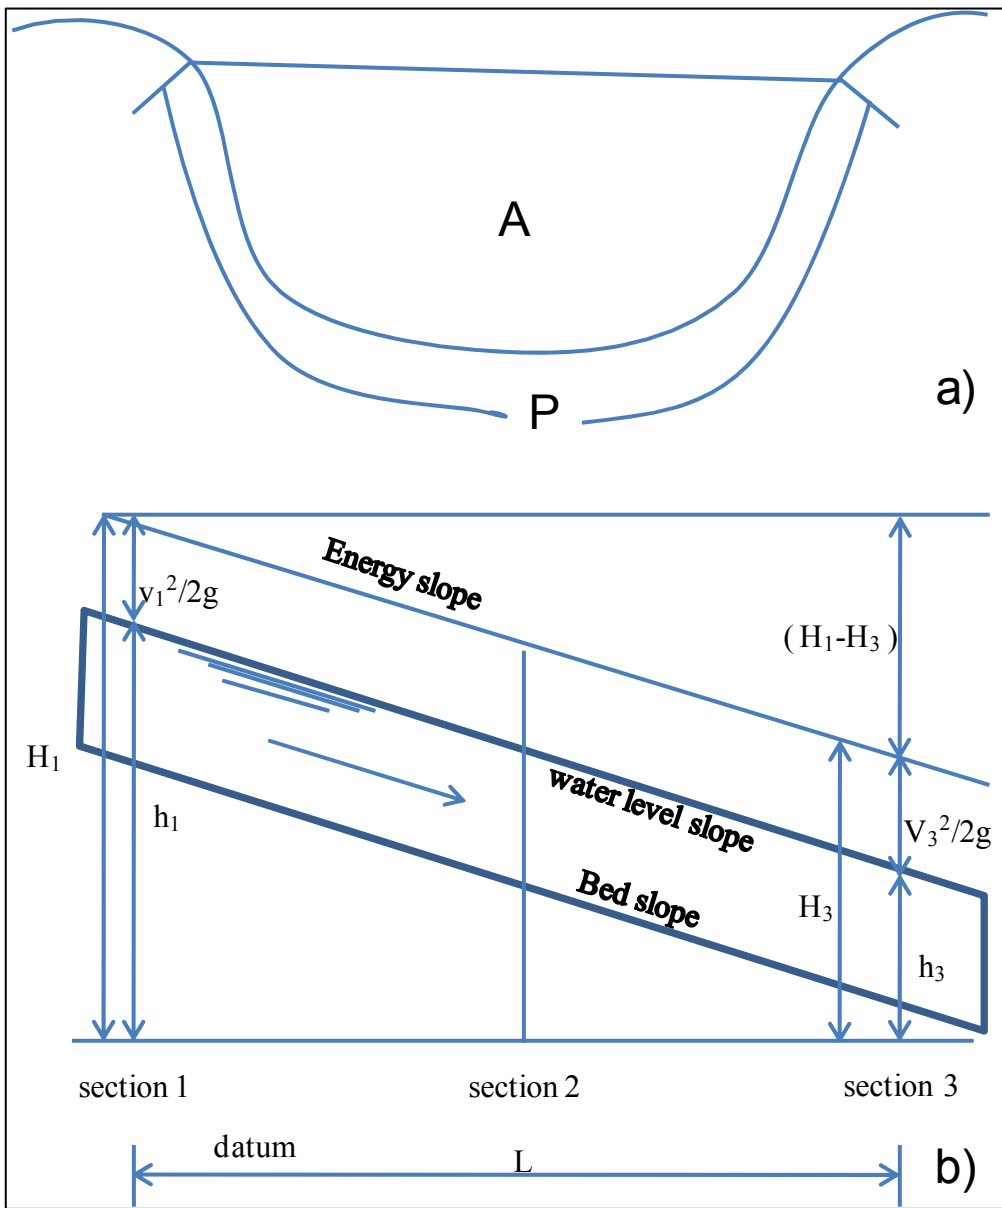 A
P
a)
Energy slope
v₁²/2g
(H₁-H₃)
H₁
h₁
water level slope
V₃²/2g
Bed slope
H₃
h₃
section 1
section 2
section 3
datum
L
b)